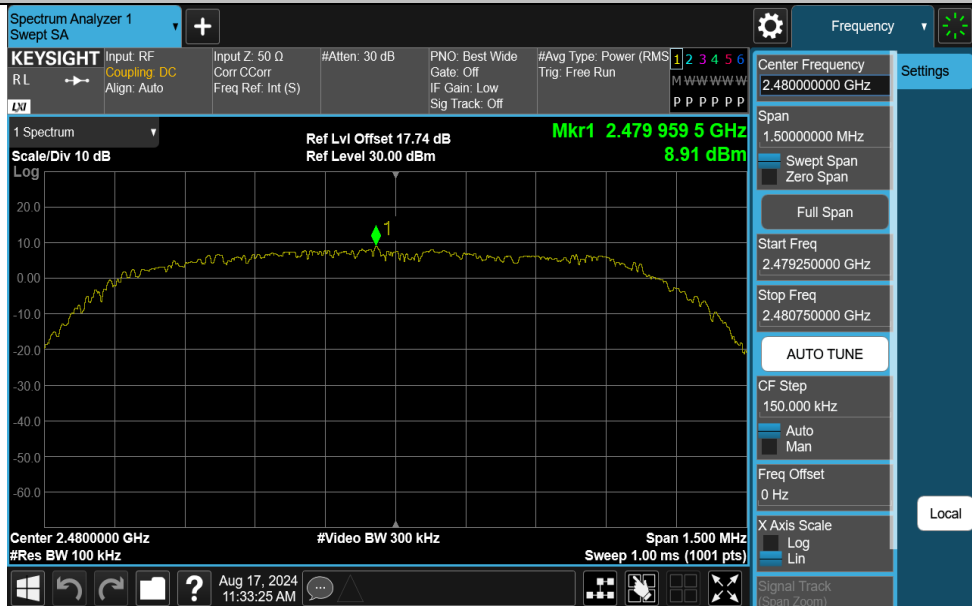 Spectrum Analyzer 1
Swept SA
+
Frequency
KEYSIGHT
RL
LXI
Input: RF
Coupling: DC
Align: Auto
Input Z: 50 Ω
Corr CCorr
Freq Ref: Int (S)
#Atten: 30 dB
PNO: Best Wide
Gate: Off
IF Gain: Low
Sig Track: Off
#Avg Type: Power (RMS
Trig: Free Run
1 2 3 4 5 6
M W W W W W
P P P P P P
1 Spectrum
Scale/Div 10 dB
Log
Ref Lvl Offset 17.74 dB
Ref Level 30.00 dBm
Mkr1 2.479 959 5 GHz
8.91 dBm
1
20.0
10.0
0.00
-10.0
-20.0
-30.0
-40.0
-50.0
-60.0
Center 2.4800000 GHz
#Res BW 100 kHz
#Video BW 300 kHz
Span 1.500 MHz
Sweep 1.00 ms (1001 pts)
Center Frequency
2.480000000 GHz
Settings
Span
1.50000000 MHz
Swept Span
Zero Span
Full Span
Start Freq
2.479250000 GHz
Stop Freq
2.480750000 GHz
AUTO TUNE
CF Step
150.000 kHz
Auto
Man
Freq Offset
0 Hz
Local
X Axis Scale
Log
Lin
Signal Track
(Span Zoom)
?
Aug 17, 2024
11:33:25 AM